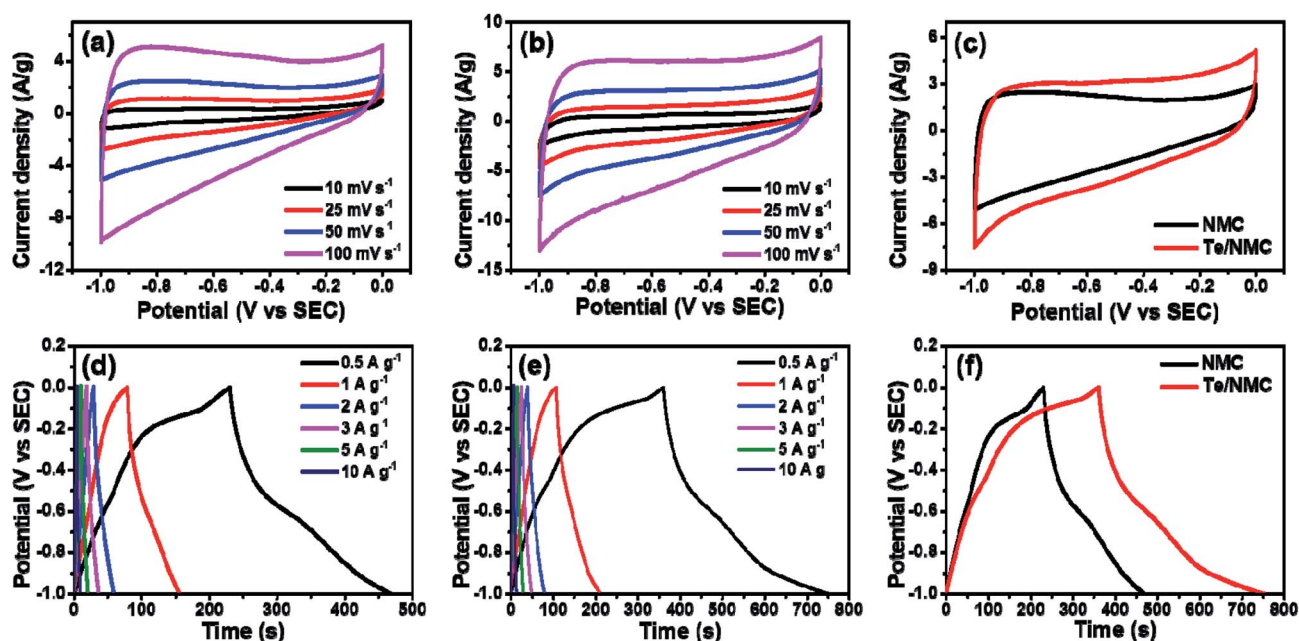 (a)
Current density (A/g)
4
0
-4
-8
-12
10 mV s⁻¹
25 mV s⁻¹
50 mV s¹
100 mV s⁻¹
-1.0 -0.8 -0.6 -0.4 -0.2 0.0
Potential (V vs SEC)
(b)
Current density (A/g)
10
5
0
-5
-10
-15
10 mV s⁻¹
25 mV s⁻¹
50 mV s⁻¹
100 mV s⁻¹
-1.0 -0.8 -0.6 -0.4 -0.2 0.0
Potential (V vs SEC)
(c)
Current density (A/g)
6
3
0
-3
-6
-9
NMC
Te/NMC
-1.0 -0.8 -0.6 -0.4 -0.2 0.0
Potential (V vs SEC)
(d)
Potential (V vs SEC)
0.2
0.0
-0.2
-0.4
-0.6
-0.8
-1.0
0.5 A g⁻¹
1 A g⁻¹
2 A g⁻¹
3 A g¹
5 A g⁻¹
10 A g⁻¹
0 100 200 300 400 500
Time (s)
(e)
Potential (V vs SEC)
0.2
0.0
-0.2
-0.4
-0.6
-0.8
-1.0
0.5 A g⁻¹
1 A g⁻¹
2 A g⁻¹
3 A g¹
5 A g⁻¹
10 A g
0 100 200 300 400 500 600 700 800
Time (s)
(f)
Potential (V vs SEC)
0.2
0.0
-0.2
-0.4
-0.6
-0.8
-1.0
NMC
Te/NMC
0 100 200 300 400 500 600 700 800
Time (s)